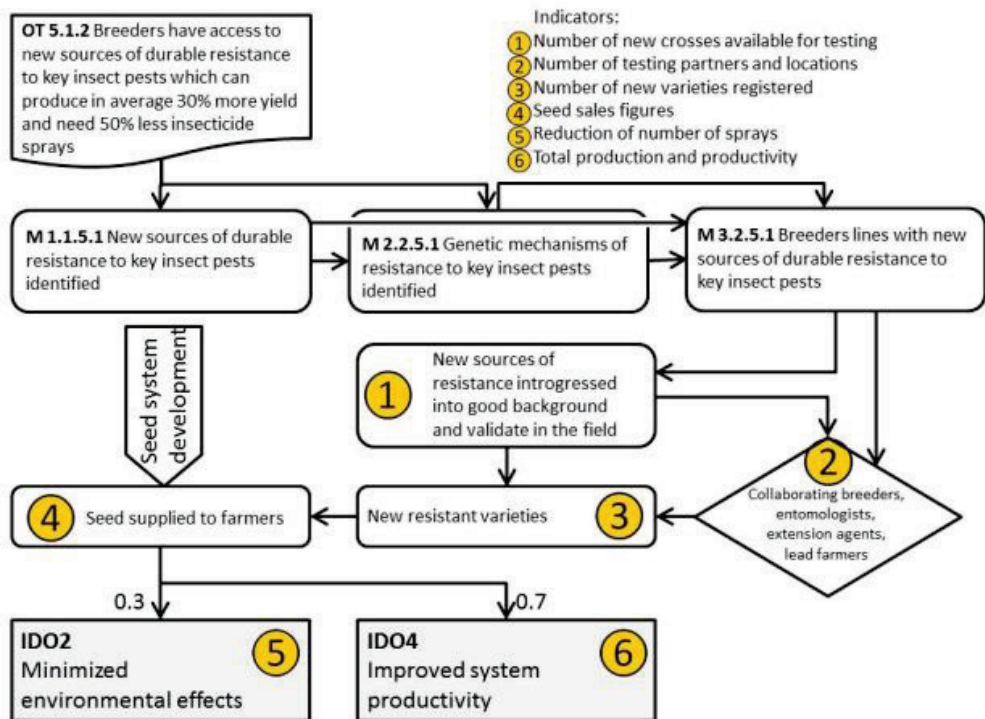 OT 5.1.2 Breeders have access to
new sources of durable resistance
to key insect pests which can
produce in average 30% more yield
and need 50% less insecticide
sprays
Indicators:
1 Number of new crosses available for testing
2 Number of testing partners and locations
3 Number of new varieties registered
4 Seed sales figures
5 Reduction of number of sprays
6 Total production and productivity
M 1.1.5.1 New sources of durable
resistance to key insect pests
identified
M 2.2.5.1 Genetic mechanisms of
resistance to key insect pests
identified
M 3.2.5.1 Breeders lines with new
sources of durable resistance to
key insect pests
Seed system
development
1
New sources of
resistance introgressed
into good background
and validate in the field
2
Collaborating breeders,
entomologists,
extension agents,
lead farmers
4 Seed supplied to farmers
New resistant varieties 3
0.3
0.7
IDO2
Minimized
environmental effects
5
IDO4
Improved system
productivity
6